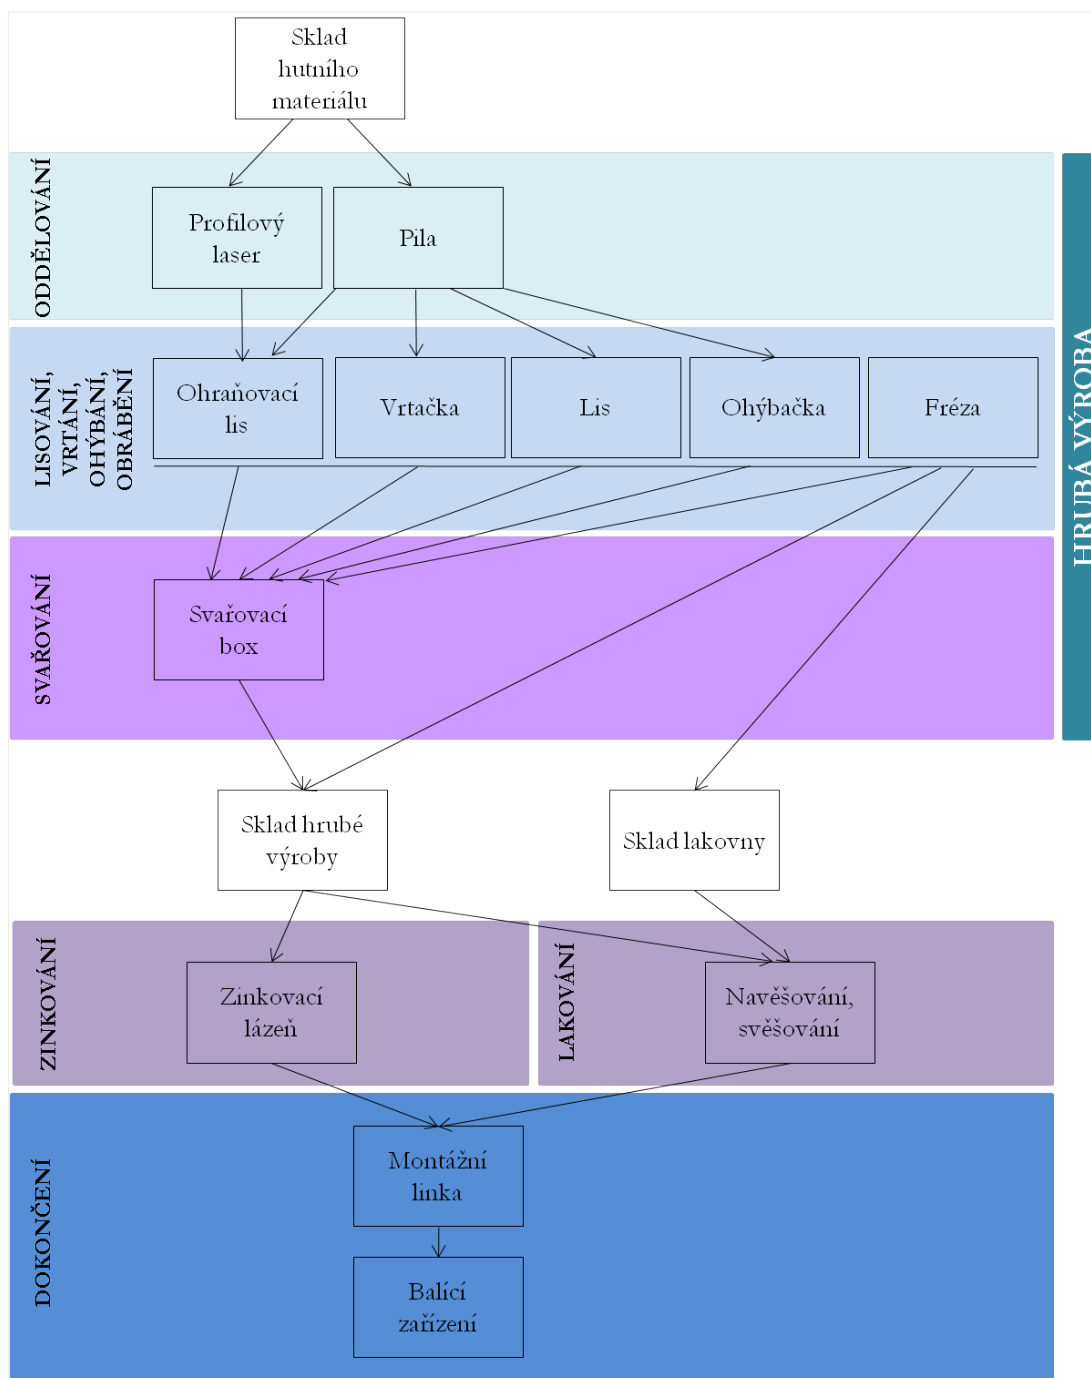 Sklad
hutního
materiálu
ODDĚLOVÁNÍ
Profilový
laser
Pila
HRUBÁ VÝROBA
LISOVÁNÍ,
VRTÁNÍ,
OHÝBÁNÍ,
OBRÁBĚNÍ
Ohraňovací
lis
Vrtačka
Lis
Ohýbačka
Fréza
SVAŘOVÁNÍ
Svařovací
box
Sklad hrubé
výroby
Sklad lakovny
ZINKOVÁNÍ
Zinkovací
lázeň
LAKOVÁNÍ
Navěšování,
svěšování
DOKONČENÍ
Montážní
linka
Balící
zařízení